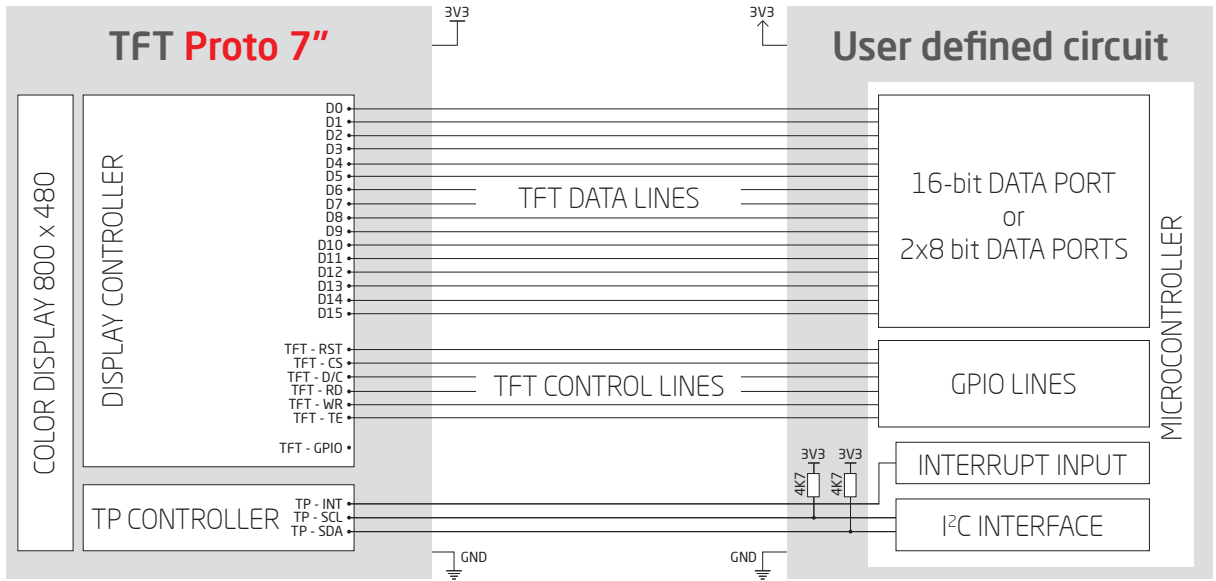 3V3
3V3
TFT Proto 7”
User defined circuit
COLOR DISPLAY 800 x 480
DISPLAY CONTROLLER
D0
D1
D2
D3
D4
D5
D6
D7
D8
D9
D10
D11
D12
D13
D14
D15
TFT DATA LINES
16-bit DATA PORT
or
2x8 bit DATA PORTS
MICROCONTROLLER
TFT - RST
TFT - CS
TFT - D/C
TFT - RD
TFT - WR
TFT - TE
TFT - GPIO
TFT CONTROL LINES
GPIO LINES
3V3
3V3
4K7
4K7
INTERRUPT INPUT
TP CONTROLLER
TP - INT
TP - SCL
TP - SDA
I²C INTERFACE
GND
GND